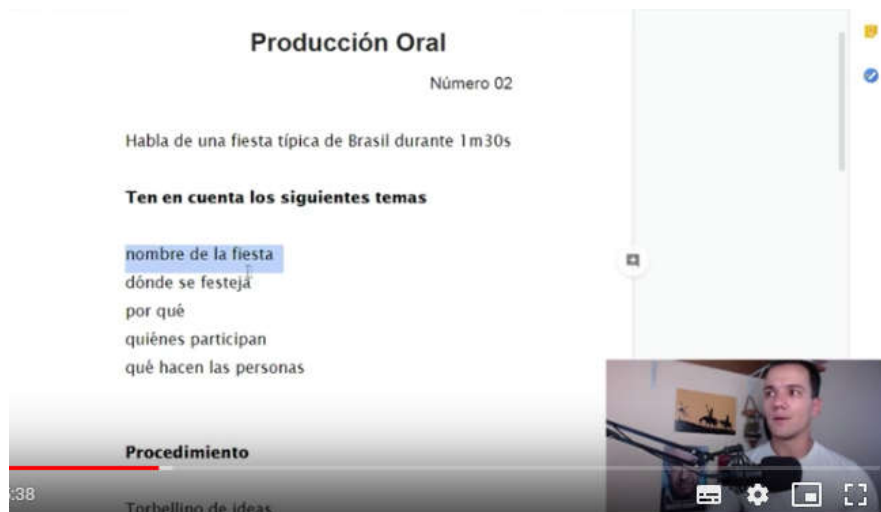 Producción Oral
Número 02
Habla de una fiesta típica de Brasil durante 1m30s
Ten en cuenta los siguientes temas
nombre de la fiesta
dónde se festeja
por qué
quiénes participan
qué hacen las personas
Procedimiento
:38
Torbellino de ideas